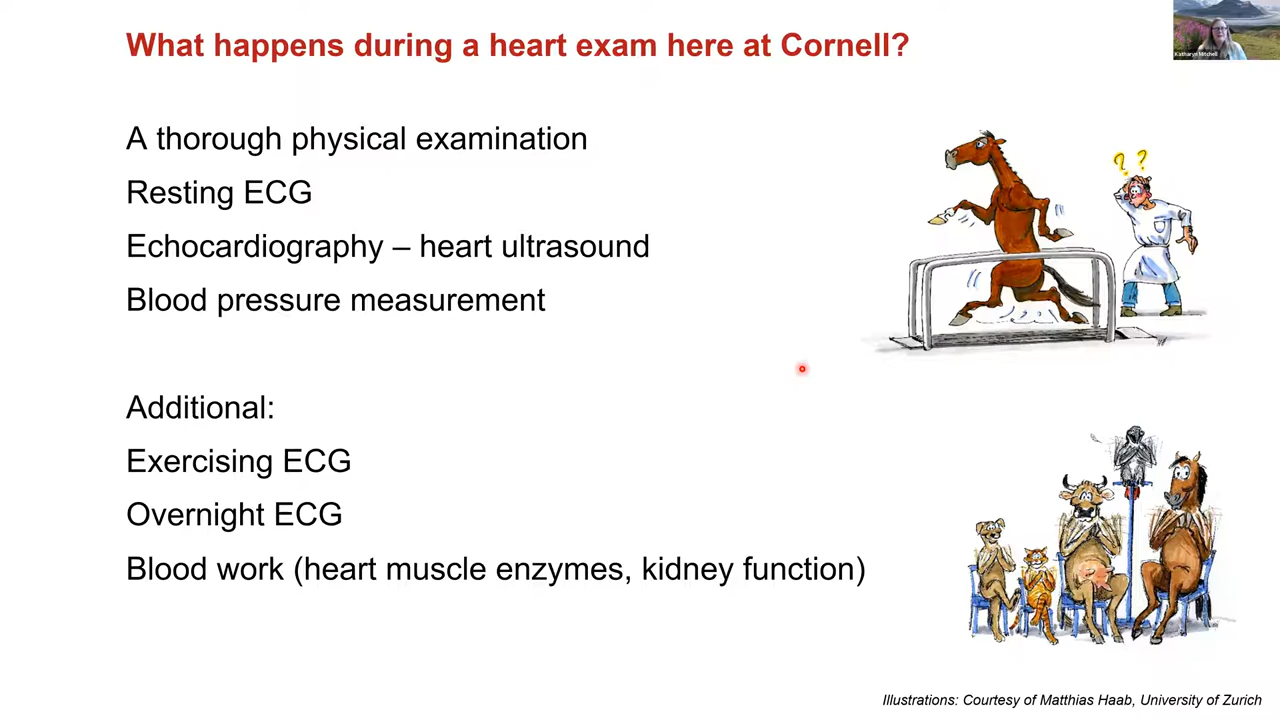 What happens during a heart exam here at Cornell?
Katharyn Mitchell
A thorough physical examination
Resting ECG
Echocardiography – heart ultrasound
Blood pressure measurement
? ?
Additional:
Exercising ECG
Overnight ECG
Blood work (heart muscle enzymes, kidney function)
Illustrations: Courtesy of Matthias Haab, University of Zurich